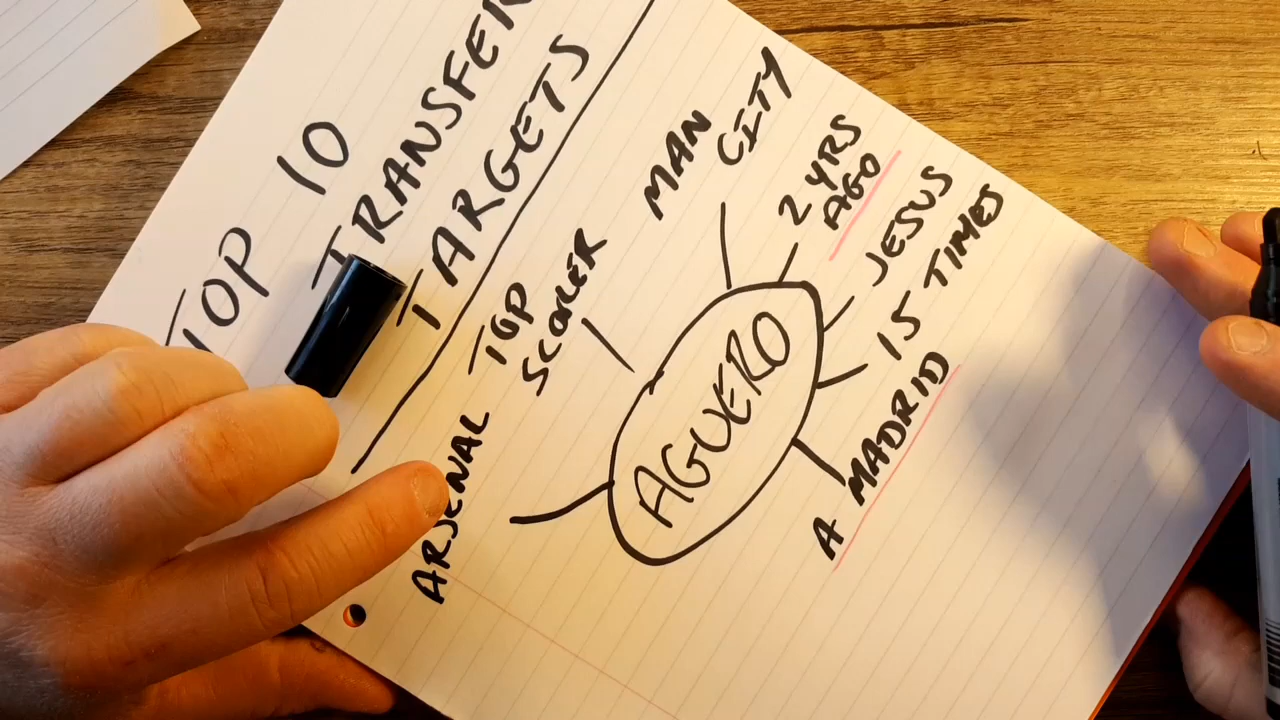 TOP 10
TRANSFER
TARGETS
MAN
CITY
2 YRS
AGO
JESUS
15 TIMES
A MADRID
TOP
SCORER
ARSENAL
AGUERO